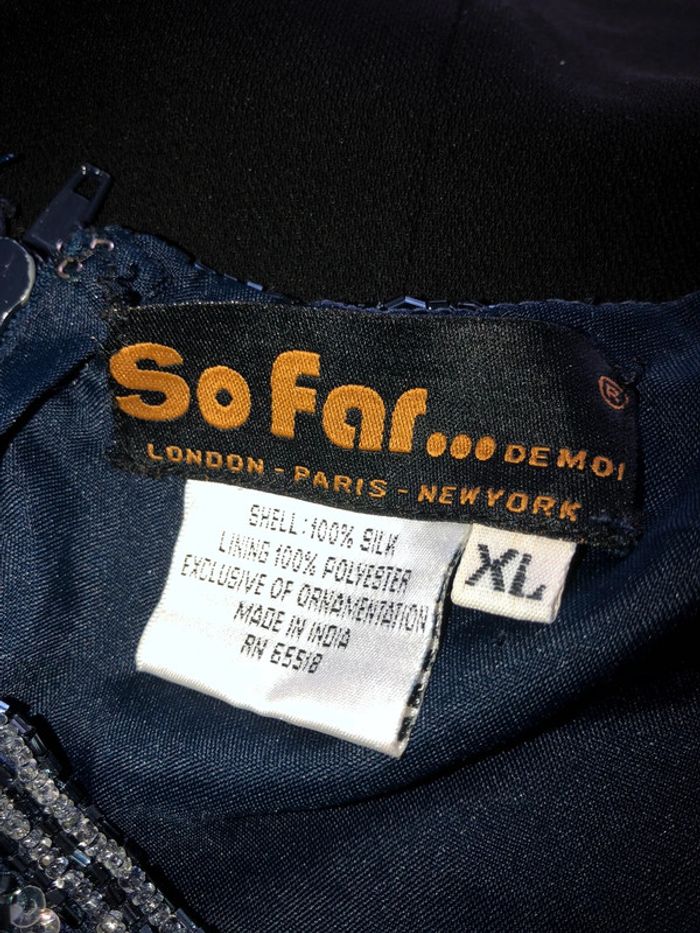 So far... DE MOI ®
LONDON - PARIS - NEW YORK
SHELL: 100% SILK
LINING 100% POLYESTER
EXCLUSIVE OF ORNAMENTATION
MADE IN INDIA
RN 65518
XL